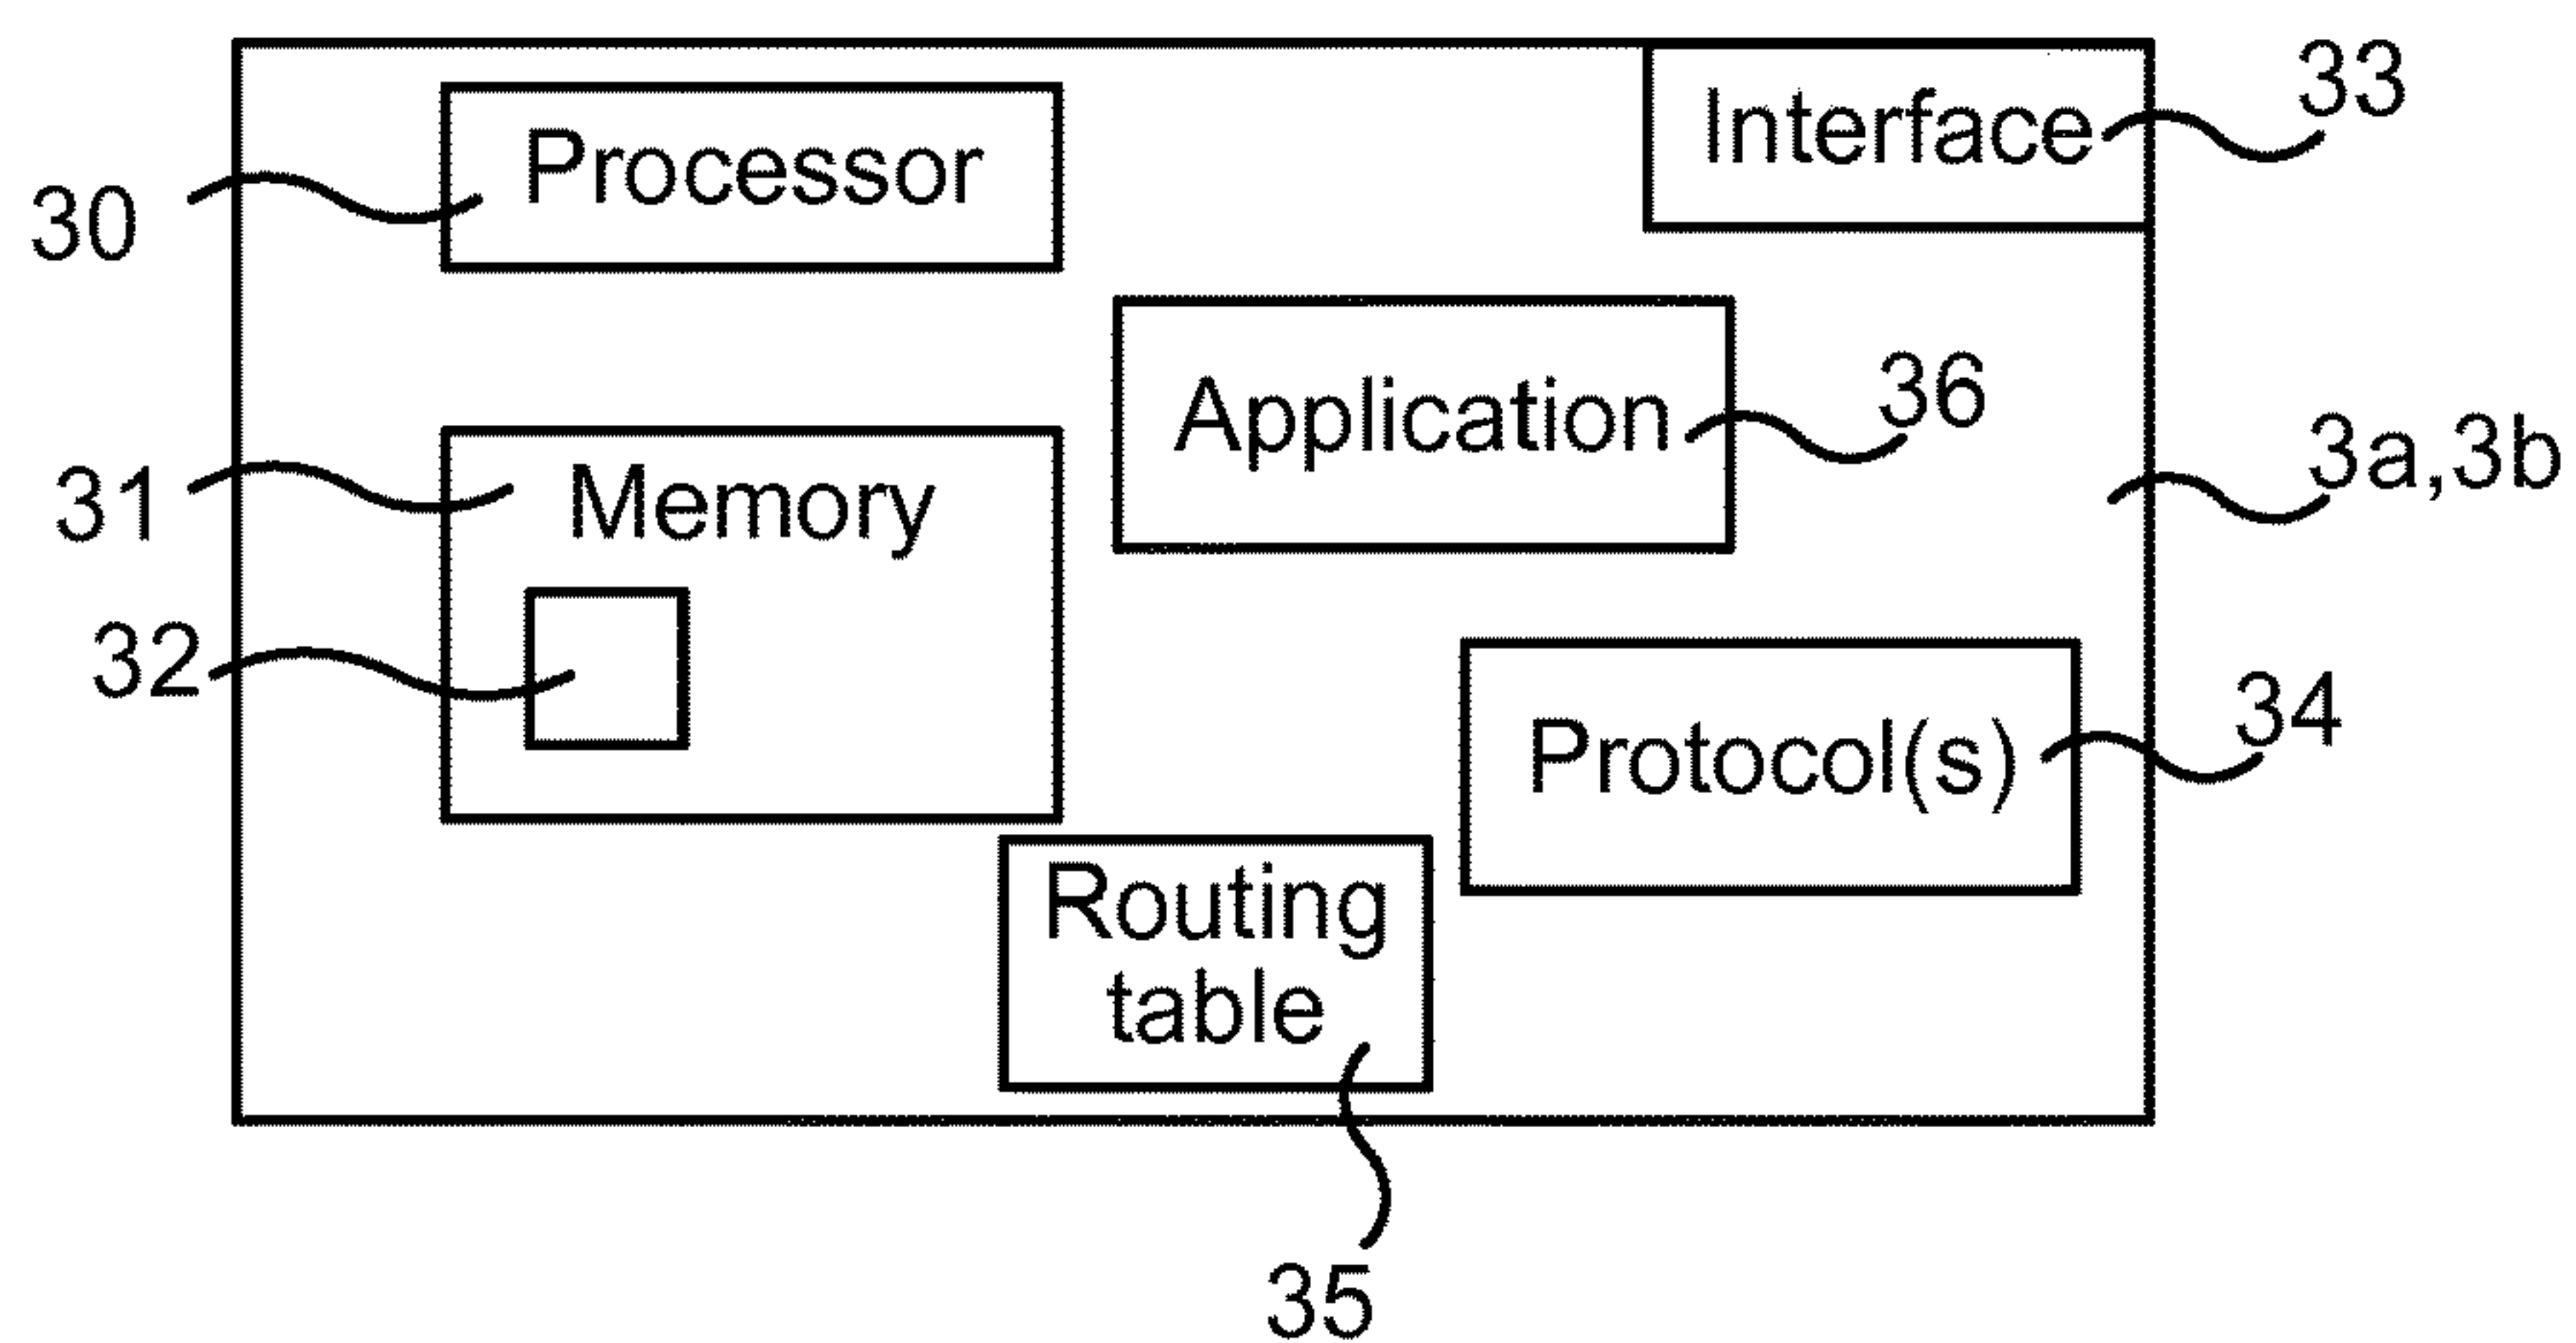 Interface
33
Processor
30
Application
36
3a,3b
Memory
31
32
Protocol(s)
34
Routing
table
35